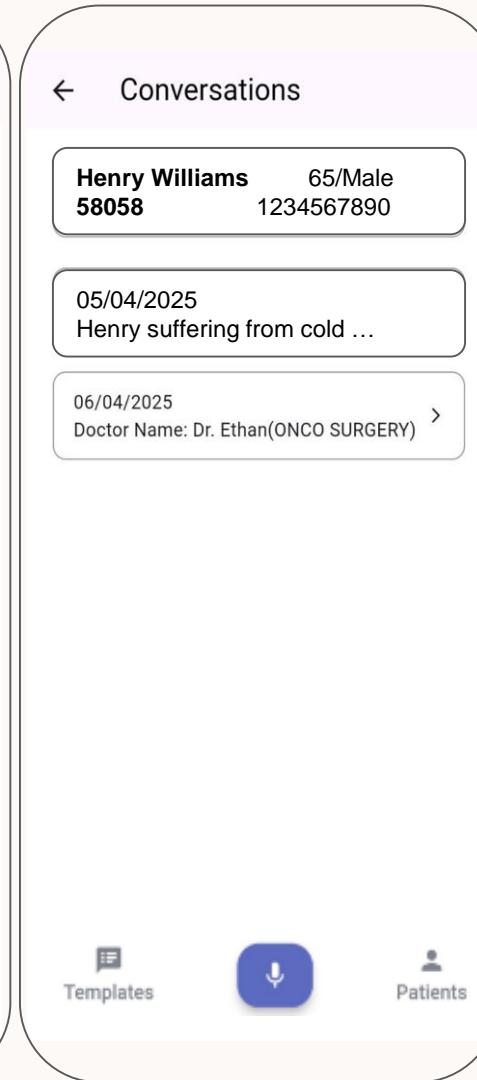 Conversations
Henry Williams 65/Male
58058 1234567890
05/04/2025
Henry suffering from cold …
06/04/2025
Doctor Name: Dr. Ethan(ONCO SURGERY)
Templates
Patients